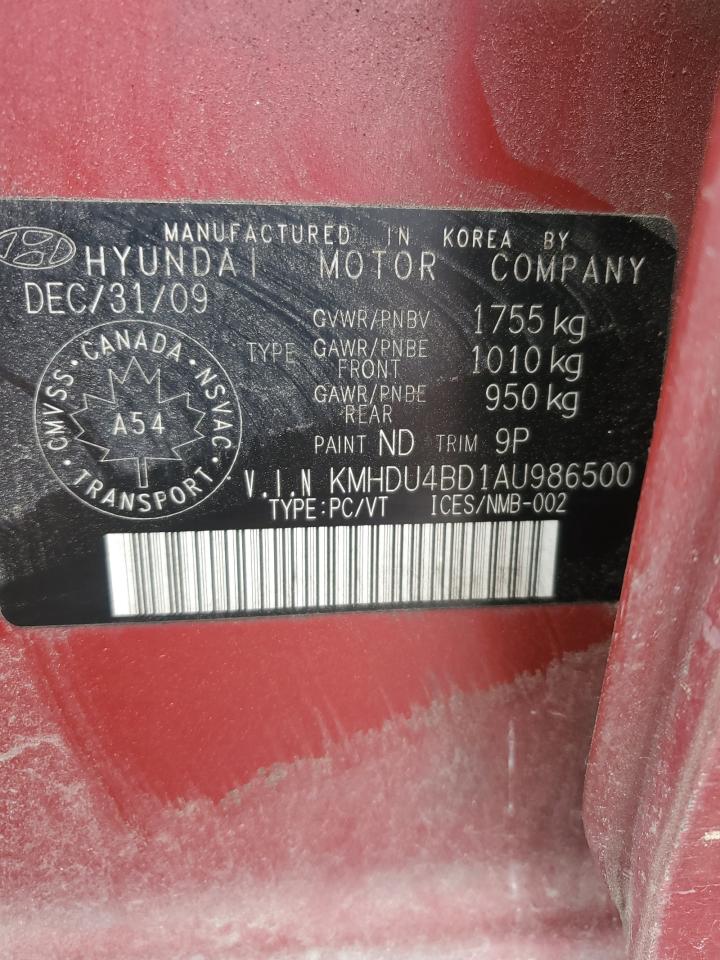 MANUFACTURED IN KOREA BY
HYUNDAI MOTOR COMPANY
DEC/31/09
GVWR/PNBV 1755 kg
TYPE GAWR/PNBE FRONT 1010 kg
GAWR/PNBE REAR 950 kg
PAINT ND TRIM 9P
V.I.N KMHDU4BD1AU986500
TYPE:PC/VT ICES/NMB-002
CMVSS · CANADA · NSVAC · TRANSPORT ·
A54